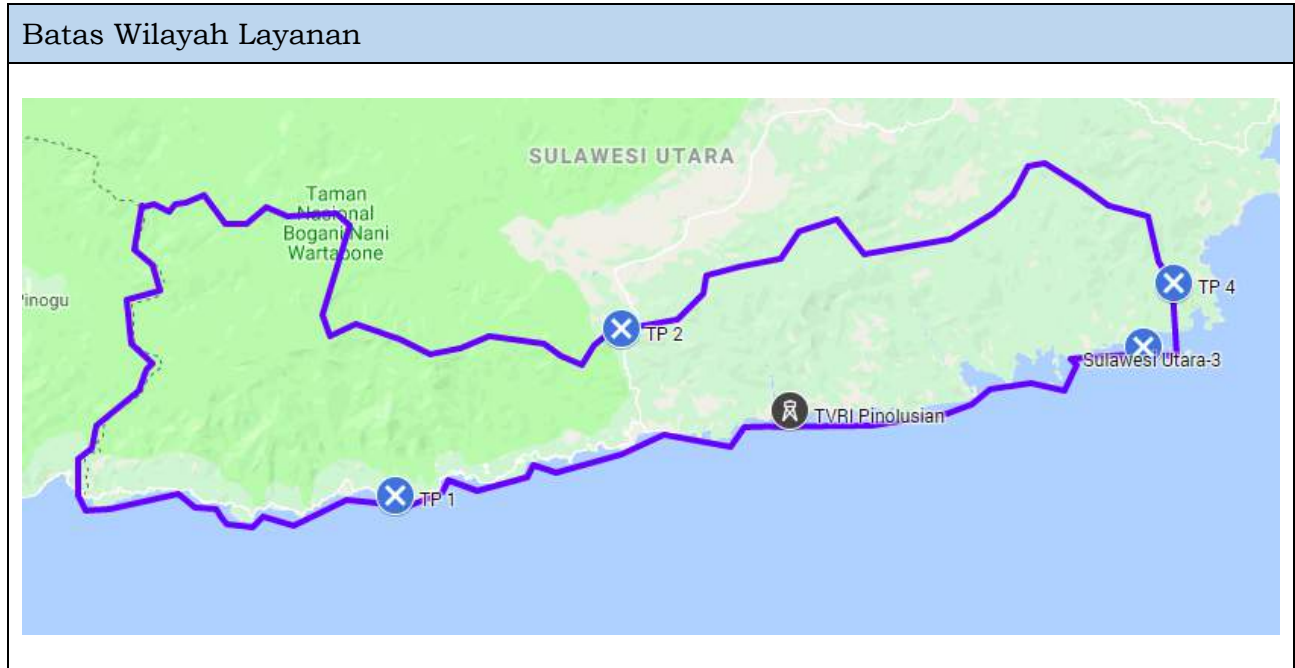 Batas Wilayah Layanan
SULAWESI UTARA
Taman
Nasional
Bogani Nani
Wartabone
Pinogu
TP 4
TP 2
Sulawesi Utara-3
TVRI Pinolusian
TP 1